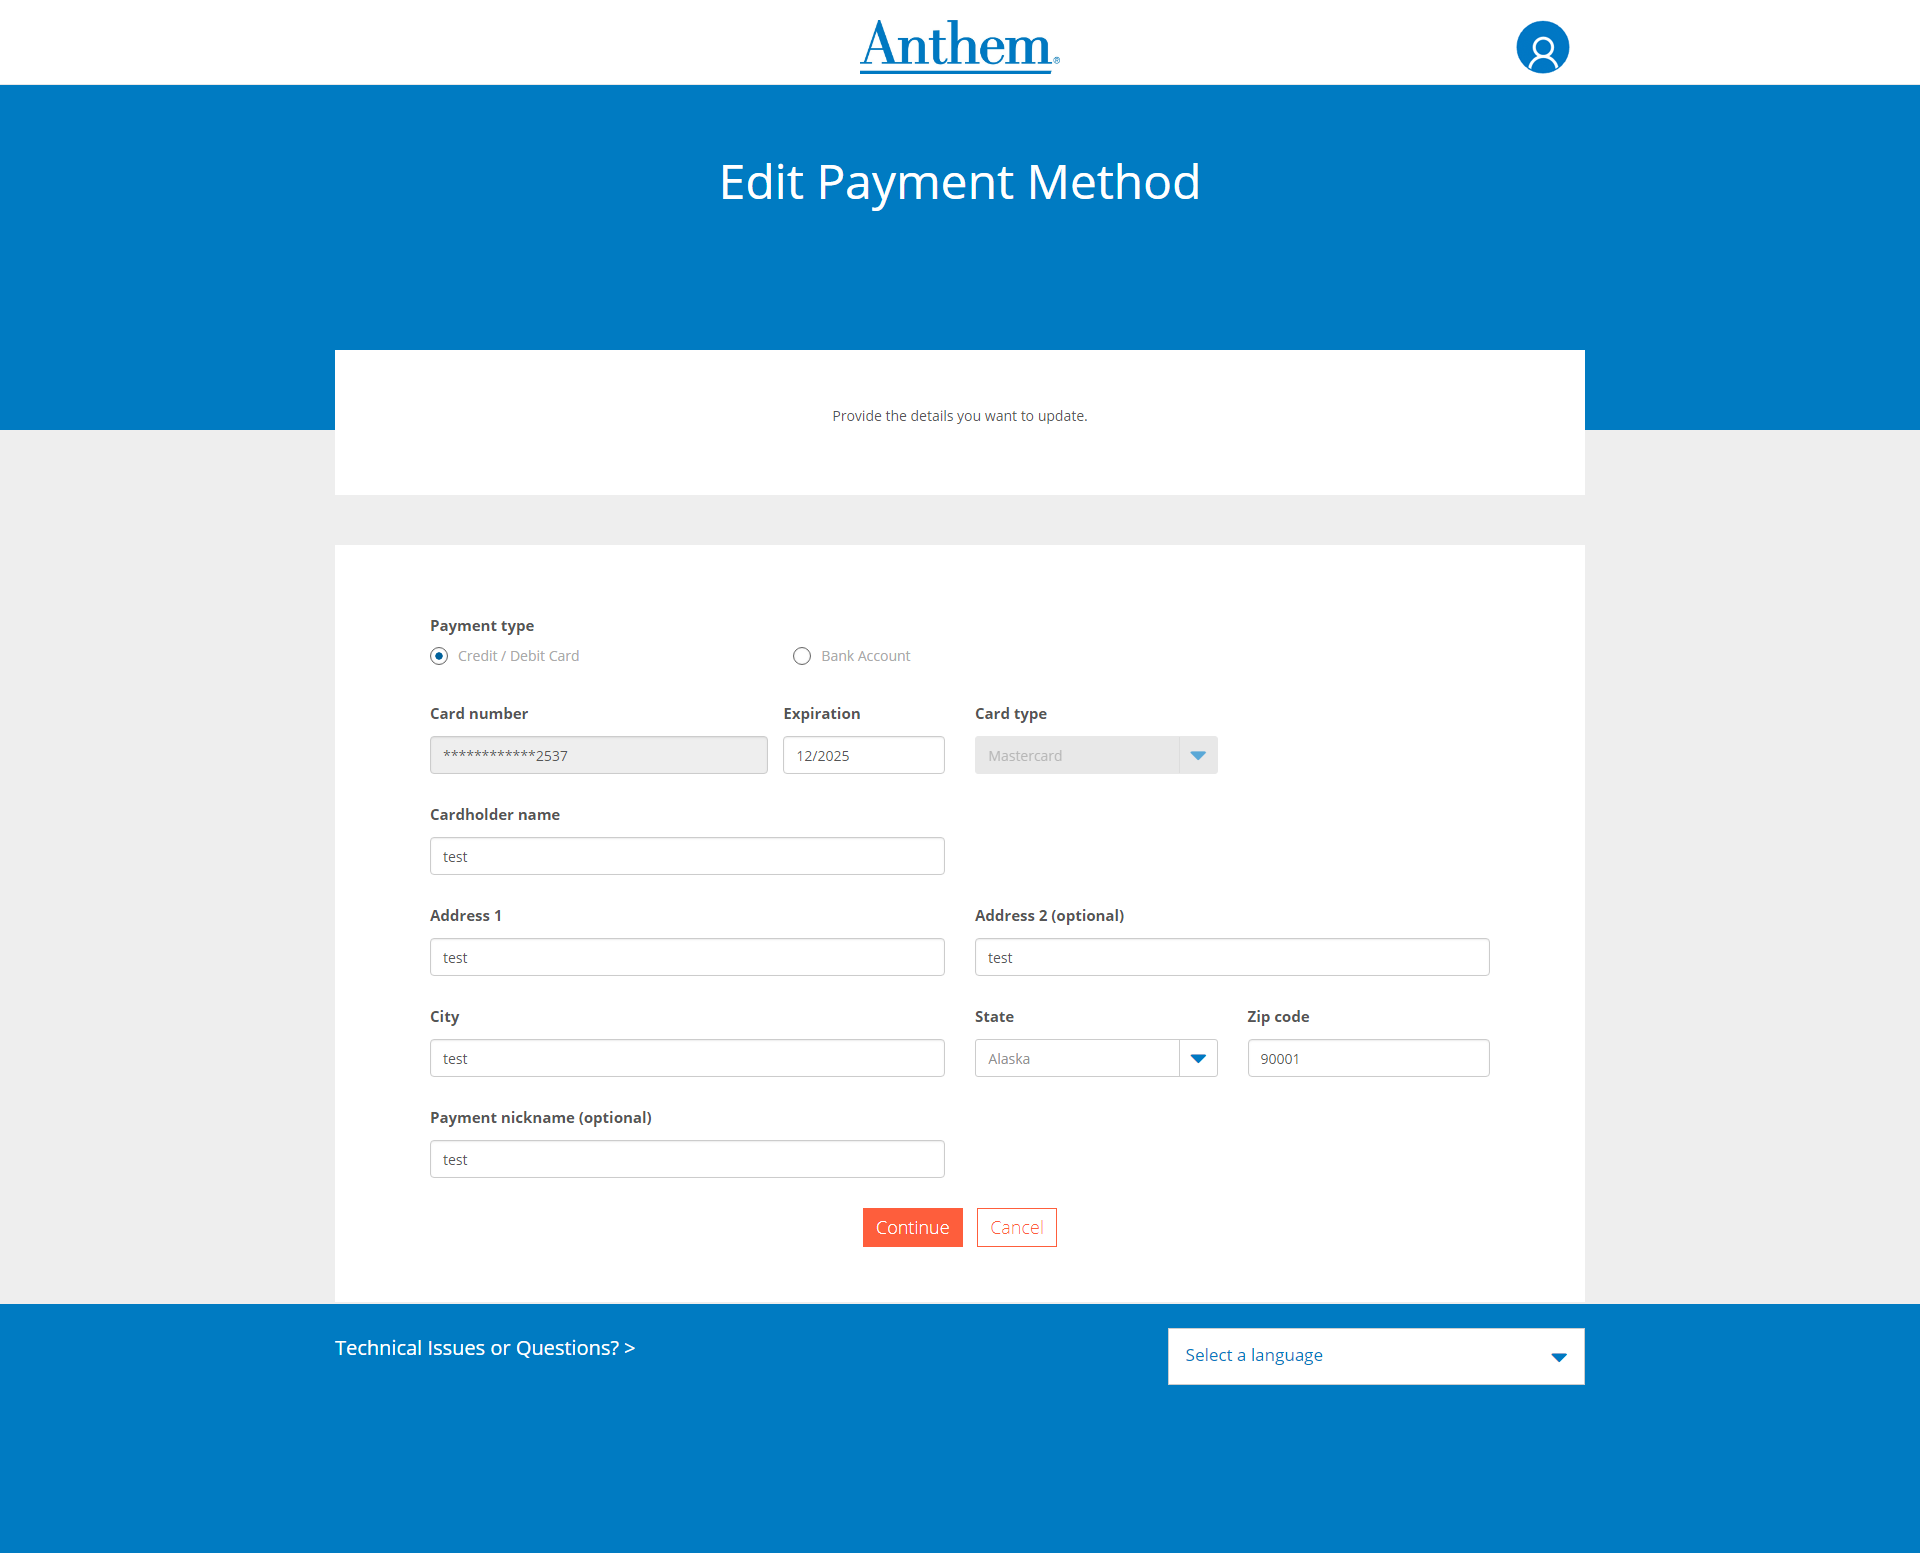 Anthem®
Edit Payment Method
Provide the details you want to update.
Payment type
Credit / Debit Card
Bank Account
Card number
Expiration
Card type
************2537
12/2025
Mastercard
Cardholder name
test
Address 1
Address 2 (optional)
test
test
City
State
Zip code
test
Alaska
90001
Payment nickname (optional)
test
Continue
Cancel
Technical Issues or Questions? >
Select a language